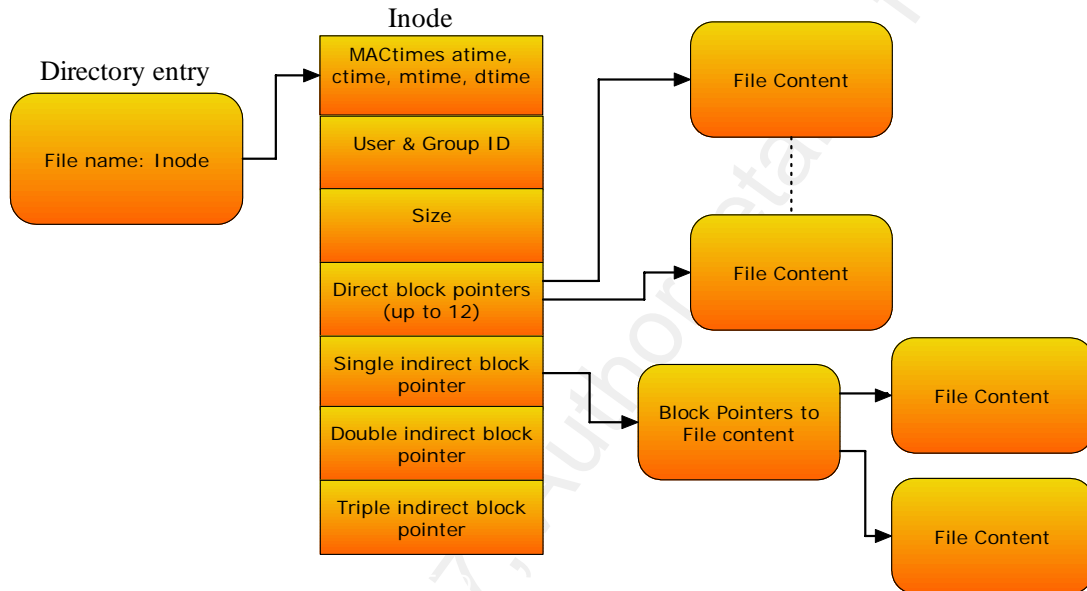 Inode
Directory entry
File name: Inode
MACtimes atime,
ctime, mtime, dtime
User & Group ID
Size
Direct block pointers
(up to 12)
Single indirect block
pointer
Double indirect block
pointer
Triple indirect block
pointer
File Content
File Content
Block Pointers to
File content
File Content
File Content